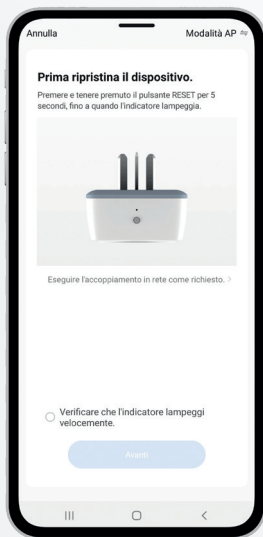 Annulla
Modalità AP
Prima ripristina il dispositivo.
Premere e tenere premuto il pulsante RESET per 5
secondi, fino a quando l'indicatore lampeggia.
Eseguire l'accoppiamento in rete come richiesto. >
Verificare che l'indicatore lampeggi
velocemente.
Avanti